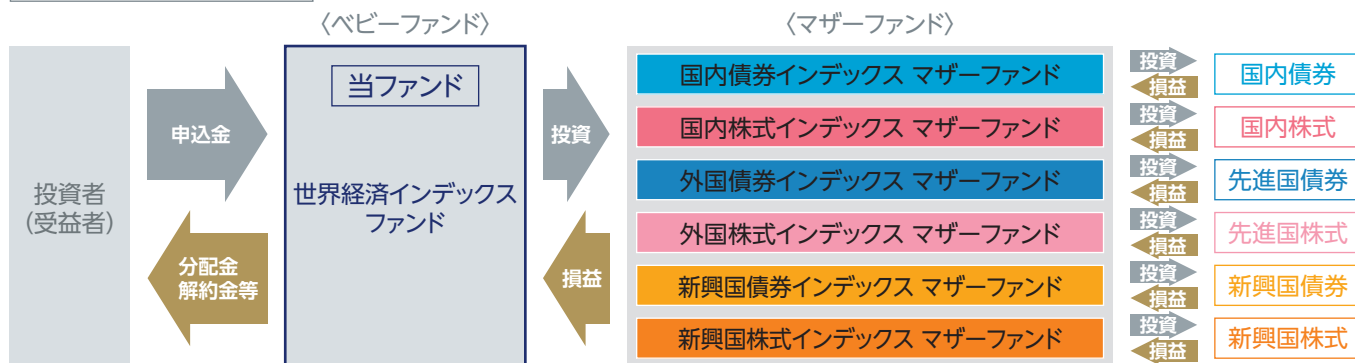 〈ベビーファンド〉
〈マザーファンド〉
投資者
(受益者)
申込金
分配金
解約金等
当ファンド
世界経済インデックス
ファンド
投資
損益
国内債券インデックス マザーファンド
投資
損益
国内債券
国内株式インデックス マザーファンド
投資
損益
国内株式
外国債券インデックス マザーファンド
投資
損益
先進国債券
外国株式インデックス マザーファンド
投資
損益
先進国株式
新興国債券インデックス マザーファンド
投資
損益
新興国債券
新興国株式インデックス マザーファンド
投資
損益
新興国株式